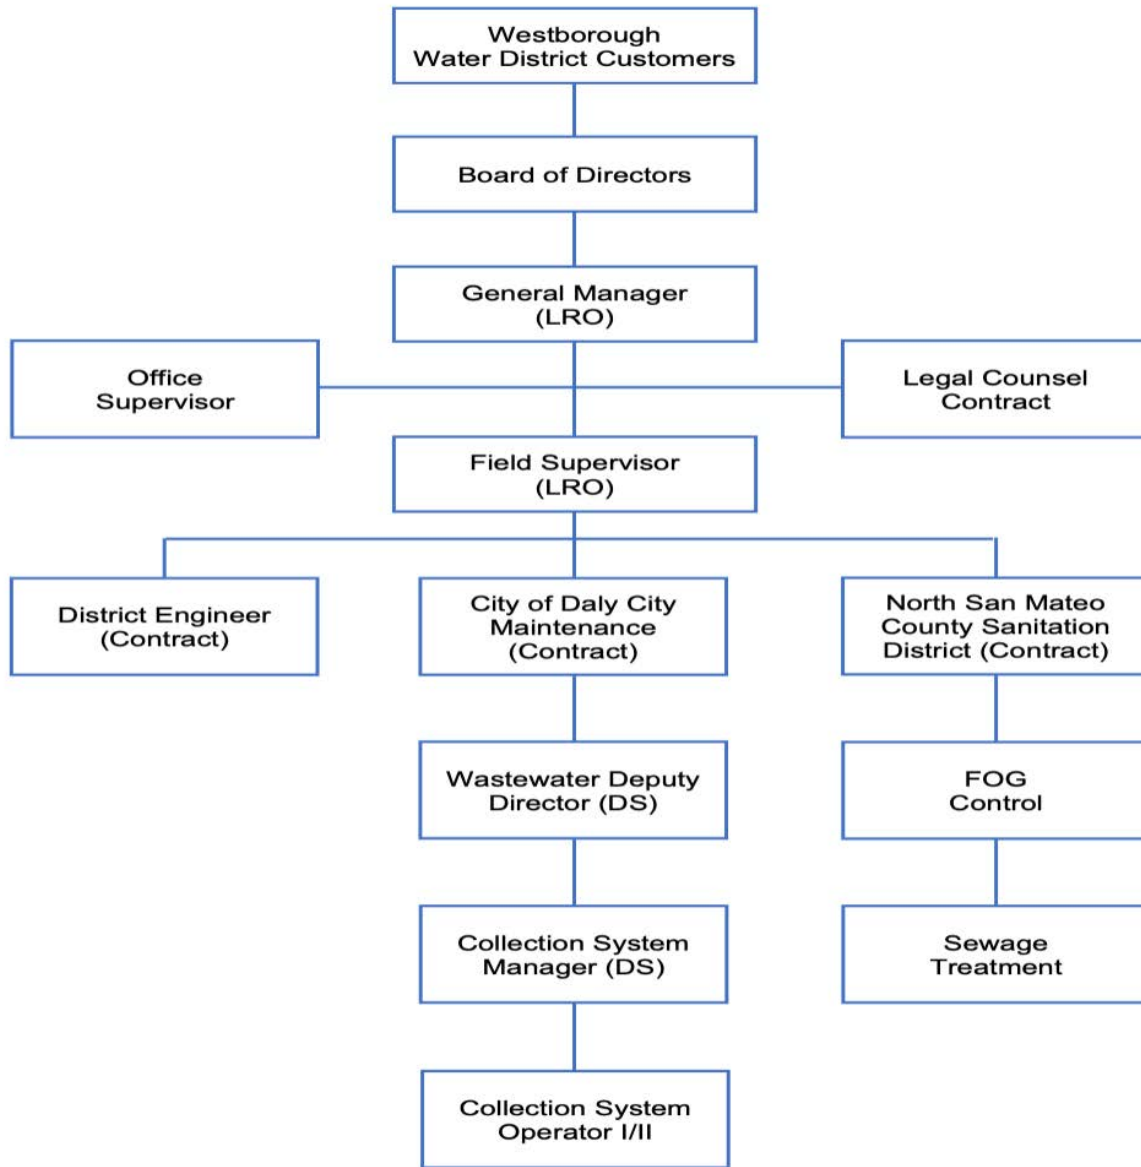 Westborough
Water District Customers
Board of Directors
General Manager
(LRO)
Office
Supervisor
Legal Counsel
Contract
Field Supervisor
(LRO)
District Engineer
(Contract)
City of Daly City
Maintenance
(Contract)
North San Mateo
County Sanitation
District (Contract)
Wastewater Deputy
Director (DS)
FOG
Control
Collection System
Manager (DS)
Sewage
Treatment
Collection System
Operator I/II